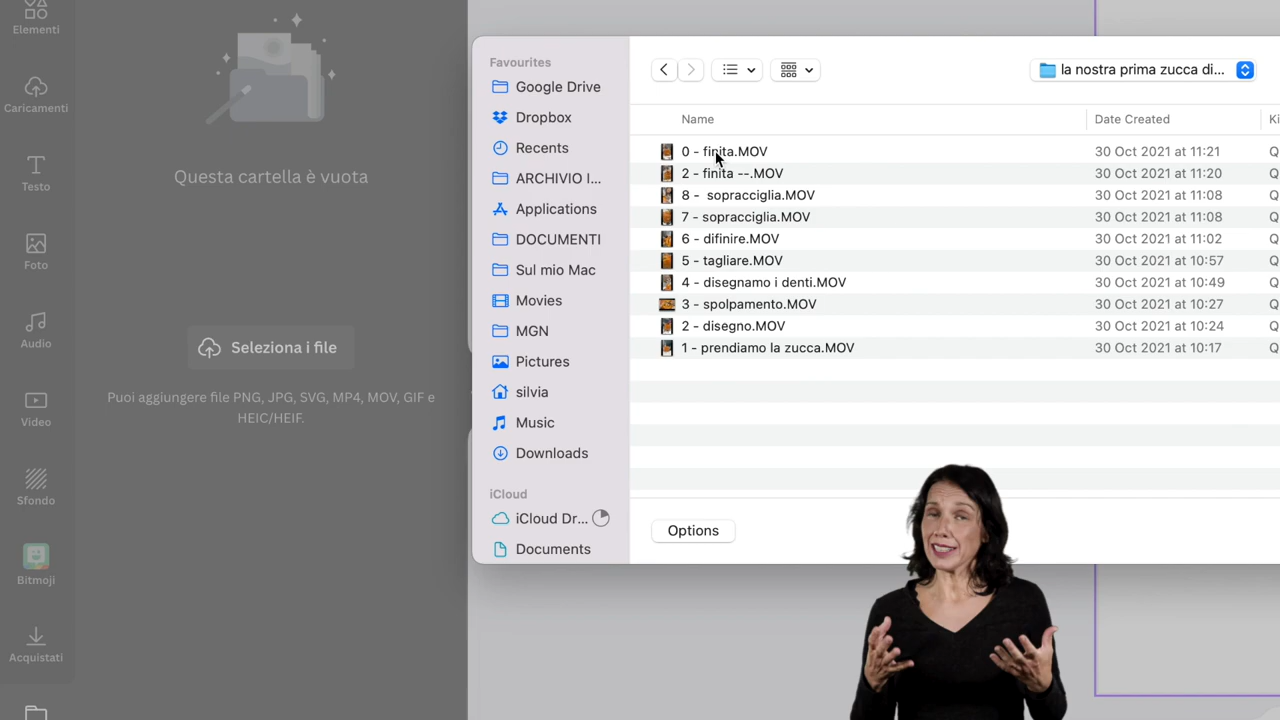 Elementi
Caricamenti
Testo
Foto
Audio
Video
Sfondo
Bitmoji
Acquistati
Questa cartella è vuota
Seleziona i file
Puoi aggiungere file PNG, JPG, SVG, MP4, MOV, GIF e
HEIC/HEIF.
Favourites
Google Drive
Dropbox
Recents
ARCHIVIO I...
Applications
DOCUMENTI
Sul mio Mac
Movies
MGN
Pictures
silvia
Music
Downloads
iCloud
iCloud Dr...
Documents
la nostra prima zucca di...
Name Date Created Ki
0 - finita.MOV 30 Oct 2021 at 11:21 Q
2 - finita --.MOV 30 Oct 2021 at 11:20 Q
8 -  sopracciglia.MOV 30 Oct 2021 at 11:08 Q
7 - sopracciglia.MOV 30 Oct 2021 at 11:08 Q
6 - difinire.MOV 30 Oct 2021 at 11:02 Q
5 - tagliare.MOV 30 Oct 2021 at 10:57 Q
4 - disegnamo i denti.MOV 30 Oct 2021 at 10:49 Q
3 - spolpamento.MOV 30 Oct 2021 at 10:27 Q
2 - disegno.MOV 30 Oct 2021 at 10:24 Q
1 - prendiamo la zucca.MOV 30 Oct 2021 at 10:17 Q
Options